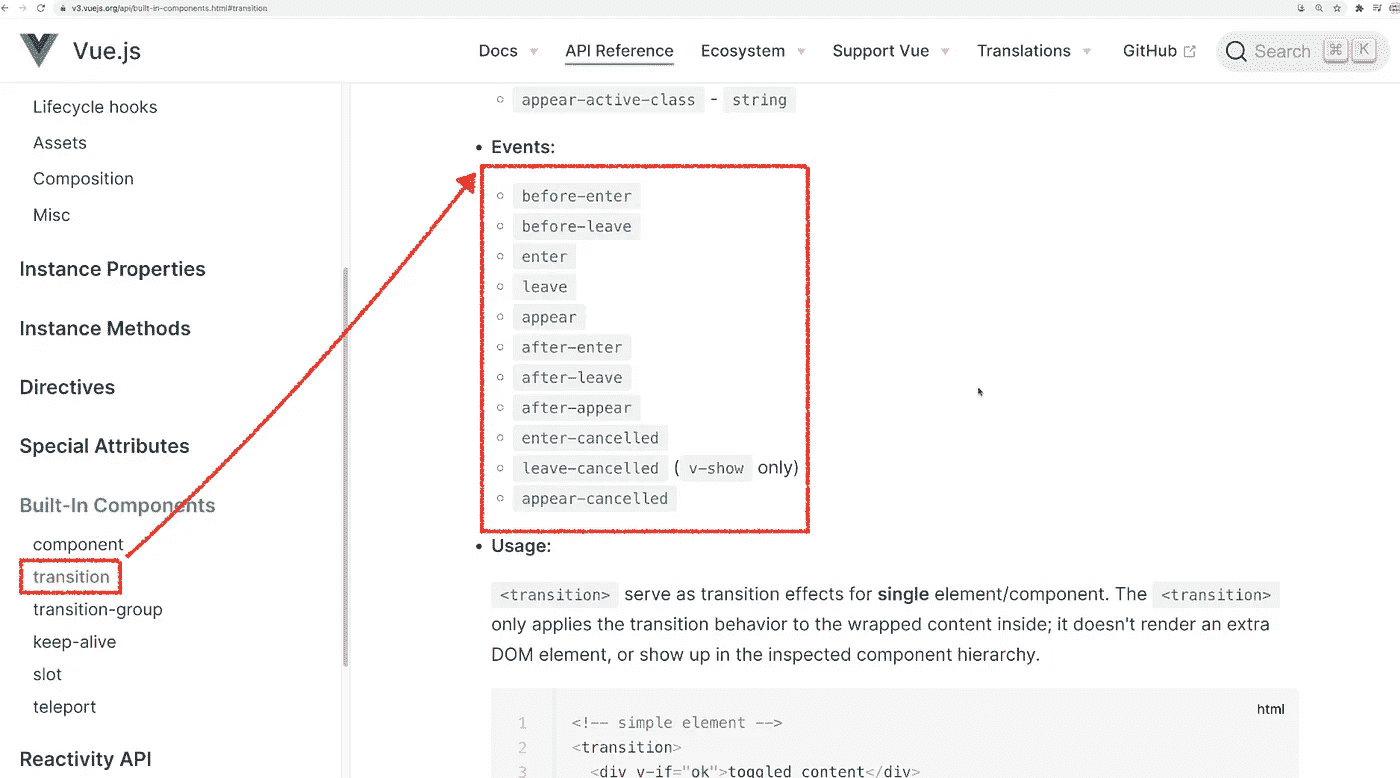 v3.vuejs.org/api/built-in-components.html#transition
Vue.js
Docs API Reference Ecosystem Support Vue Translations GitHub Search ⌘ K
Lifecycle hooks
Assets
Composition
Misc
Instance Properties
Instance Methods
Directives
Special Attributes
Built-In Components
component
transition
transition-group
keep-alive
slot
teleport
Reactivity API
appear-active-class - string
Events:
before-enter
before-leave
enter
leave
appear
after-enter
after-leave
after-appear
enter-cancelled
leave-cancelled (v-show only)
appear-cancelled
Usage:
<transition> serve as transition effects for single element/component. The <transition>
only applies the transition behavior to the wrapped content inside; it doesn't render an extra
DOM element, or show up in the inspected component hierarchy.
html
1 <!-- simple element -->
2 <transition>
3 <div v-if="ok">toggled content</div>